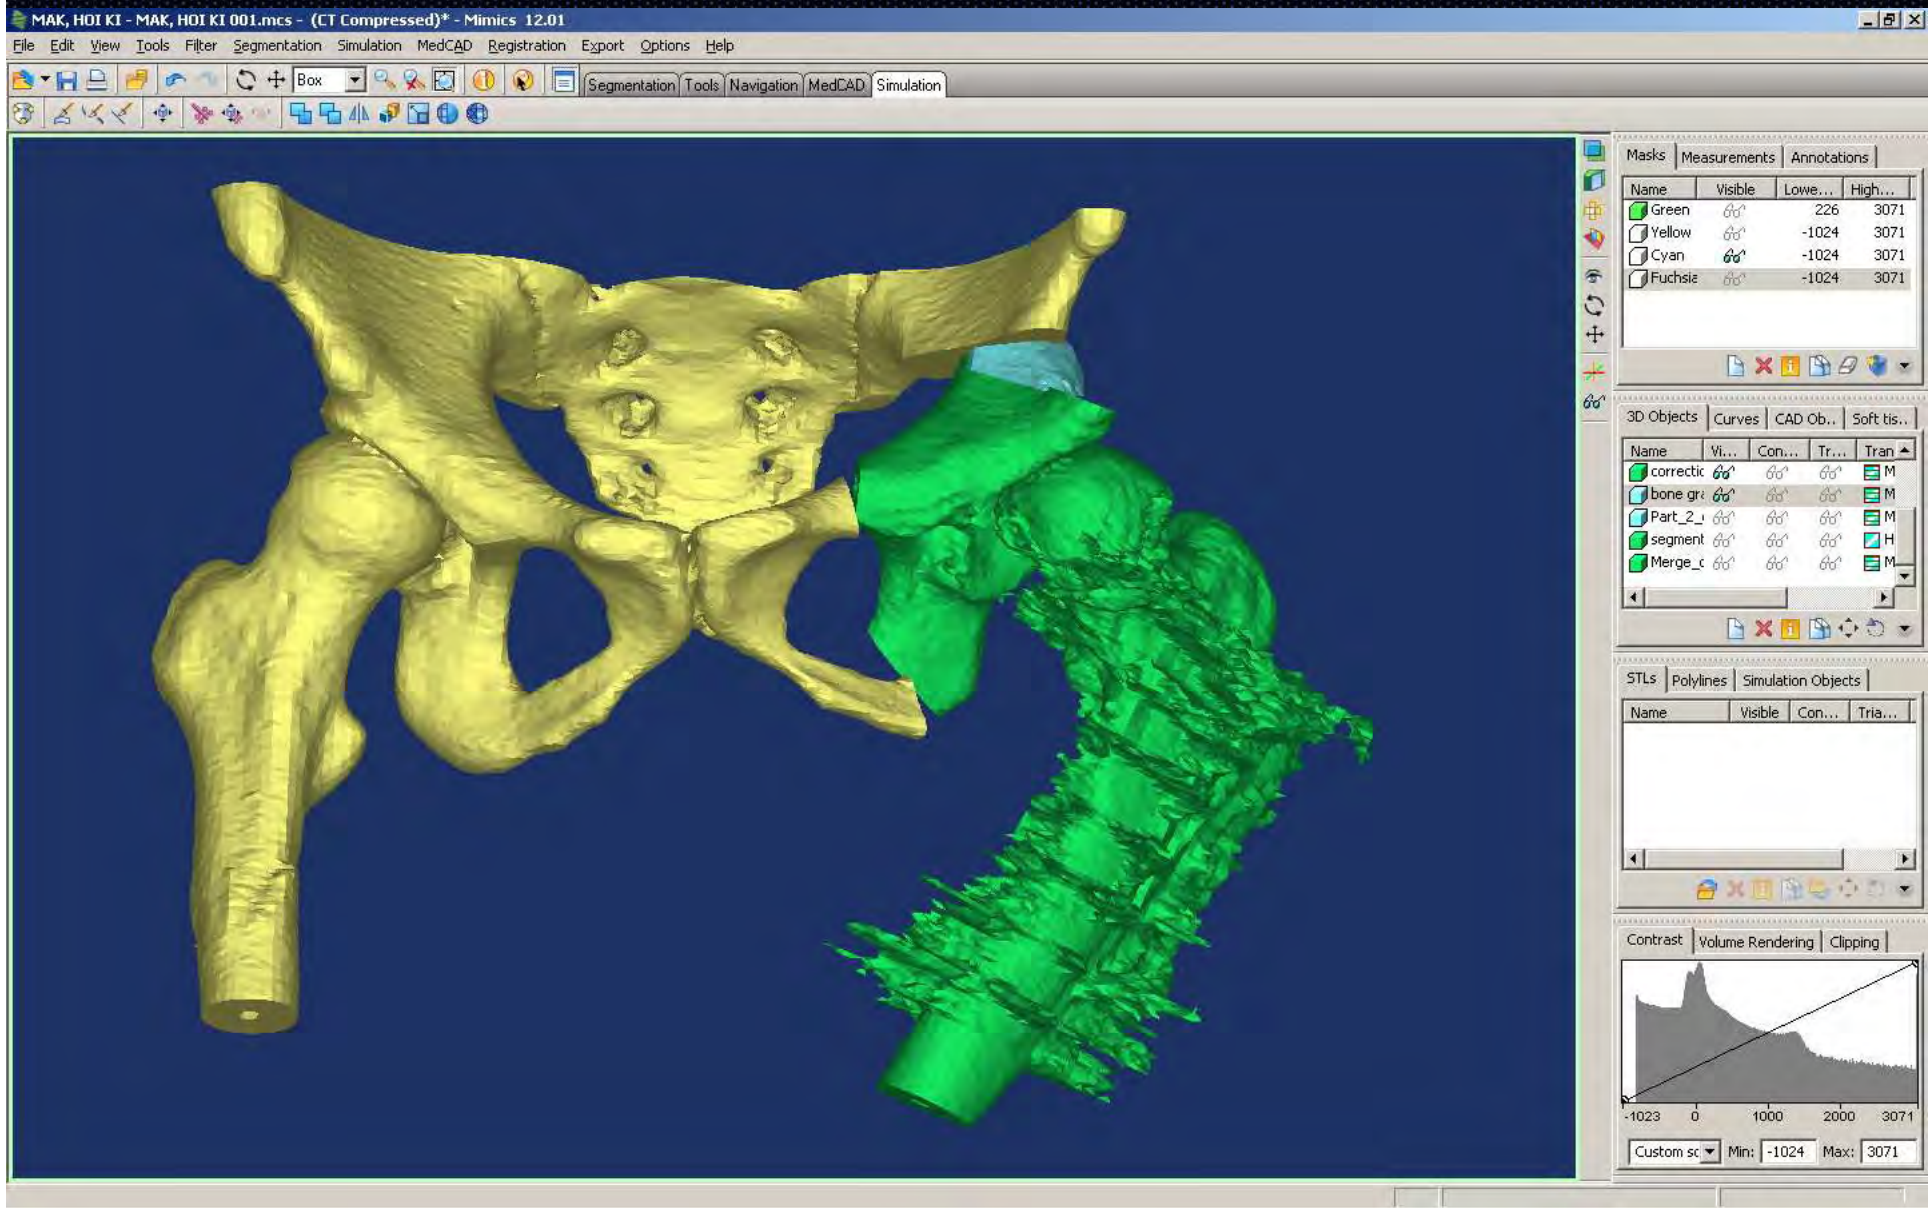 MAK, HOI KI - MAK, HOI KI 001.mcs - (CT Compressed)* - Mimics 12.01
File Edit View Tools Filter Segmentation Simulation MedCAD Registration Export Options Help
Box Segmentation Tools Navigation MedCAD Simulation
Masks Measurements Annotations
Name Visible Lowe... High...
Green 226 3071
Yellow -1024 3071
Cyan -1024 3071
Fuchsia -1024 3071
3D Objects Curves CAD Ob.. Soft tis..
Name Vi... Con... Tr... Tran
correctic M
bone gra M
Part_2_ M
segment H
Merge_c M
STLs Polylines Simulation Objects
Name Visible Con... Tria...
Contrast Volume Rendering Clipping
-1023 0 1000 2000 3071
Custom sc Min: -1024 Max: 3071